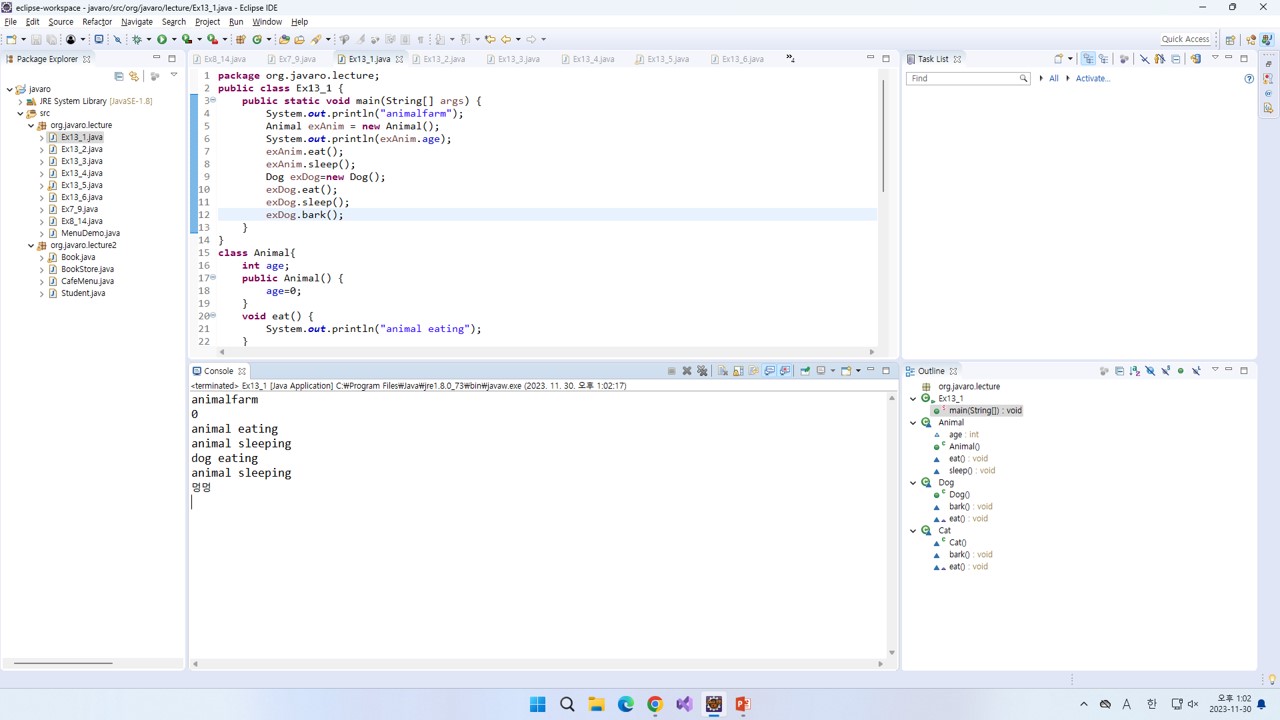 eclipse-workspace - javaro/src/org/javaro/lecture/Ex13_1.java - Eclipse IDE
File Edit Source Refactor Navigate Search Project Run Window Help
Quick Access
Package Explorer
javaro
JRE System Library [JavaSE-1.8]
src
org.javaro.lecture
Ex13_1.java
Ex13_2.java
Ex13_3.java
Ex13_4.java
Ex13_5.java
Ex13_6.java
Ex7_9.java
Ex8_14.java
MenuDemo.java
org.javaro.lecture2
Book.java
BookStore.java
CafeMenu.java
Student.java
Ex8_14.java Ex7_9.java Ex13_1.java Ex13_2.java Ex13_3.java Ex13_4.java Ex13_5.java Ex13_6.java
1 package org.javaro.lecture;
2 public class Ex13_1 {
3 public static void main(String[] args) {
4 System.out.println("animalfarm");
5 Animal exAnim = new Animal();
6 System.out.println(exAnim.age);
7 exAnim.eat();
8 exAnim.sleep();
9 Dog exDog=new Dog();
10 exDog.eat();
11 exDog.sleep();
12 exDog.bark();
13 }
14 }
15 class Animal{
16 int age;
17 public Animal() {
18 age=0;
19 }
20 void eat() {
21 System.out.println("animal eating");
22 }
Task List
Find All Activate...
Console
<terminated> Ex13_1 [Java Application] C:₩Program Files₩Java₩jre1.8.0_73₩bin₩javaw.exe (2023. 11. 30. 오후 1:02:17)
animalfarm
0
animal eating
animal sleeping
dog eating
animal sleeping
멍멍
Outline
org.javaro.lecture
Ex13_1
main(String[]) : void
Animal
age : int
Animal()
eat() : void
sleep() : void
Dog
Dog()
bark() : void
eat() : void
Cat
Cat()
bark() : void
eat() : void
A 한 오후 1:02
2023-11-30